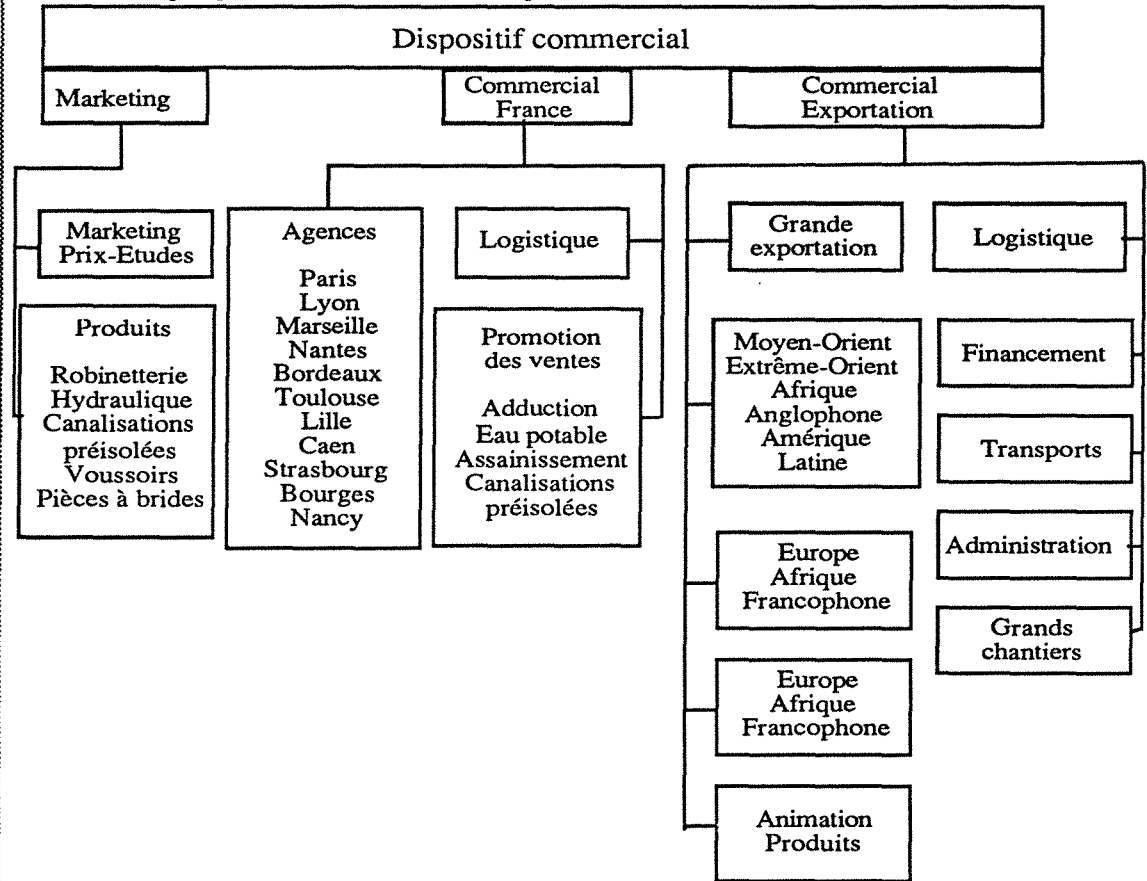 Dispositif commercial
Marketing
Commercial
France
Commercial
Exportation
Marketing
Prix-Etudes
Produits
Robinetterie
Hydraulique
Canalisations
préisolées
Voussoirs
Pièces à brides
Agences
Paris
Lyon
Marseille
Nantes
Bordeaux
Toulouse
Lille
Caen
Strasbourg
Bourges
Nancy
Logistique
Promotion
des ventes
Adduction
Eau potable
Assainissement
Canalisations
préisolées
Grande
exportation
Moyen-Orient
Extrême-Orient
Afrique
Anglophone
Amérique
Latine
Europe
Afrique
Francophone
Europe
Afrique
Francophone
Animation
Produits
Logistique
Financement
Transports
Administration
Grands
chantiers